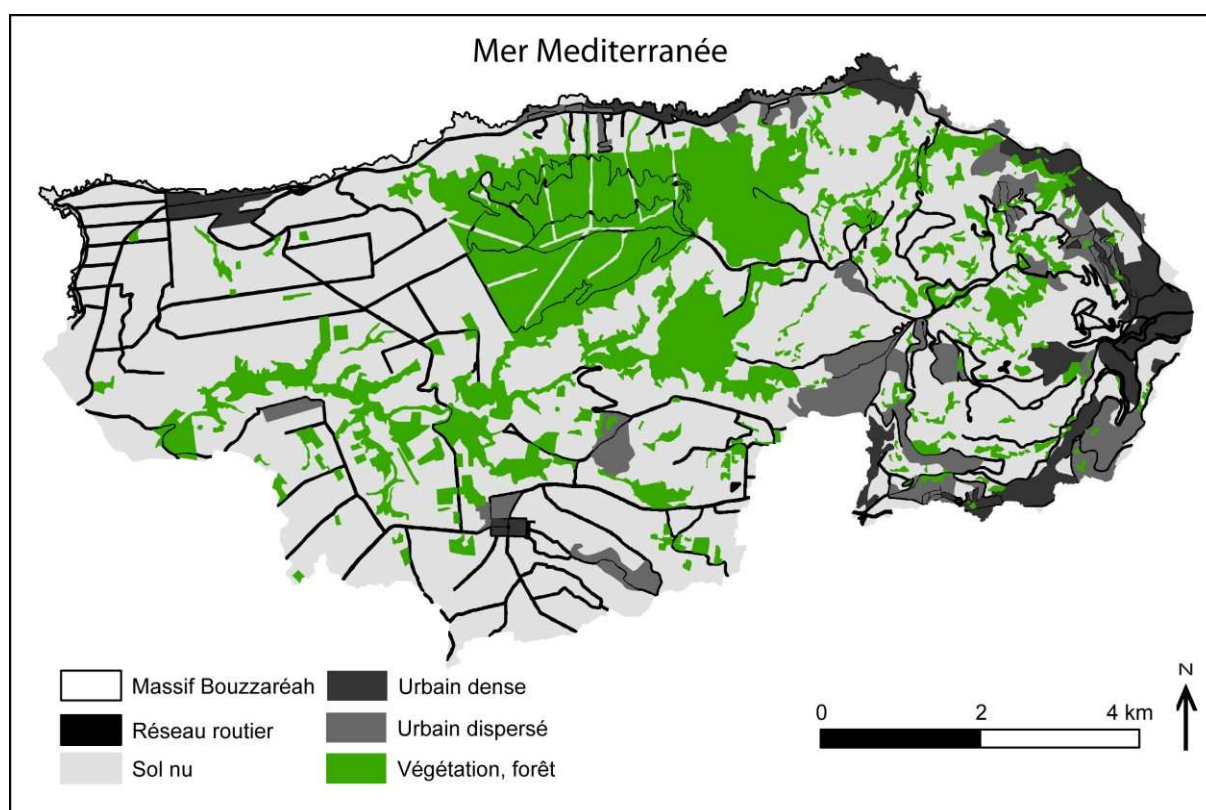 Mer Mediterranée
Massif Bouzzaréah
Réseau routier
Sol nu
Urbain dense
Urbain dispersé
Végétation, forêt
0 2 4 km
N